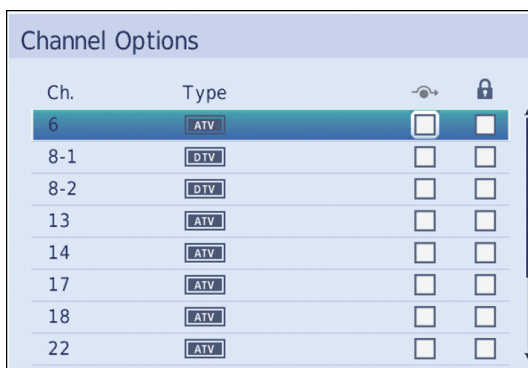 Channel Options
Ch. Type
6 ATV
8-1 DTV
8-2 DTV
13 ATV
14 ATV
17 ATV
18 ATV
22 ATV